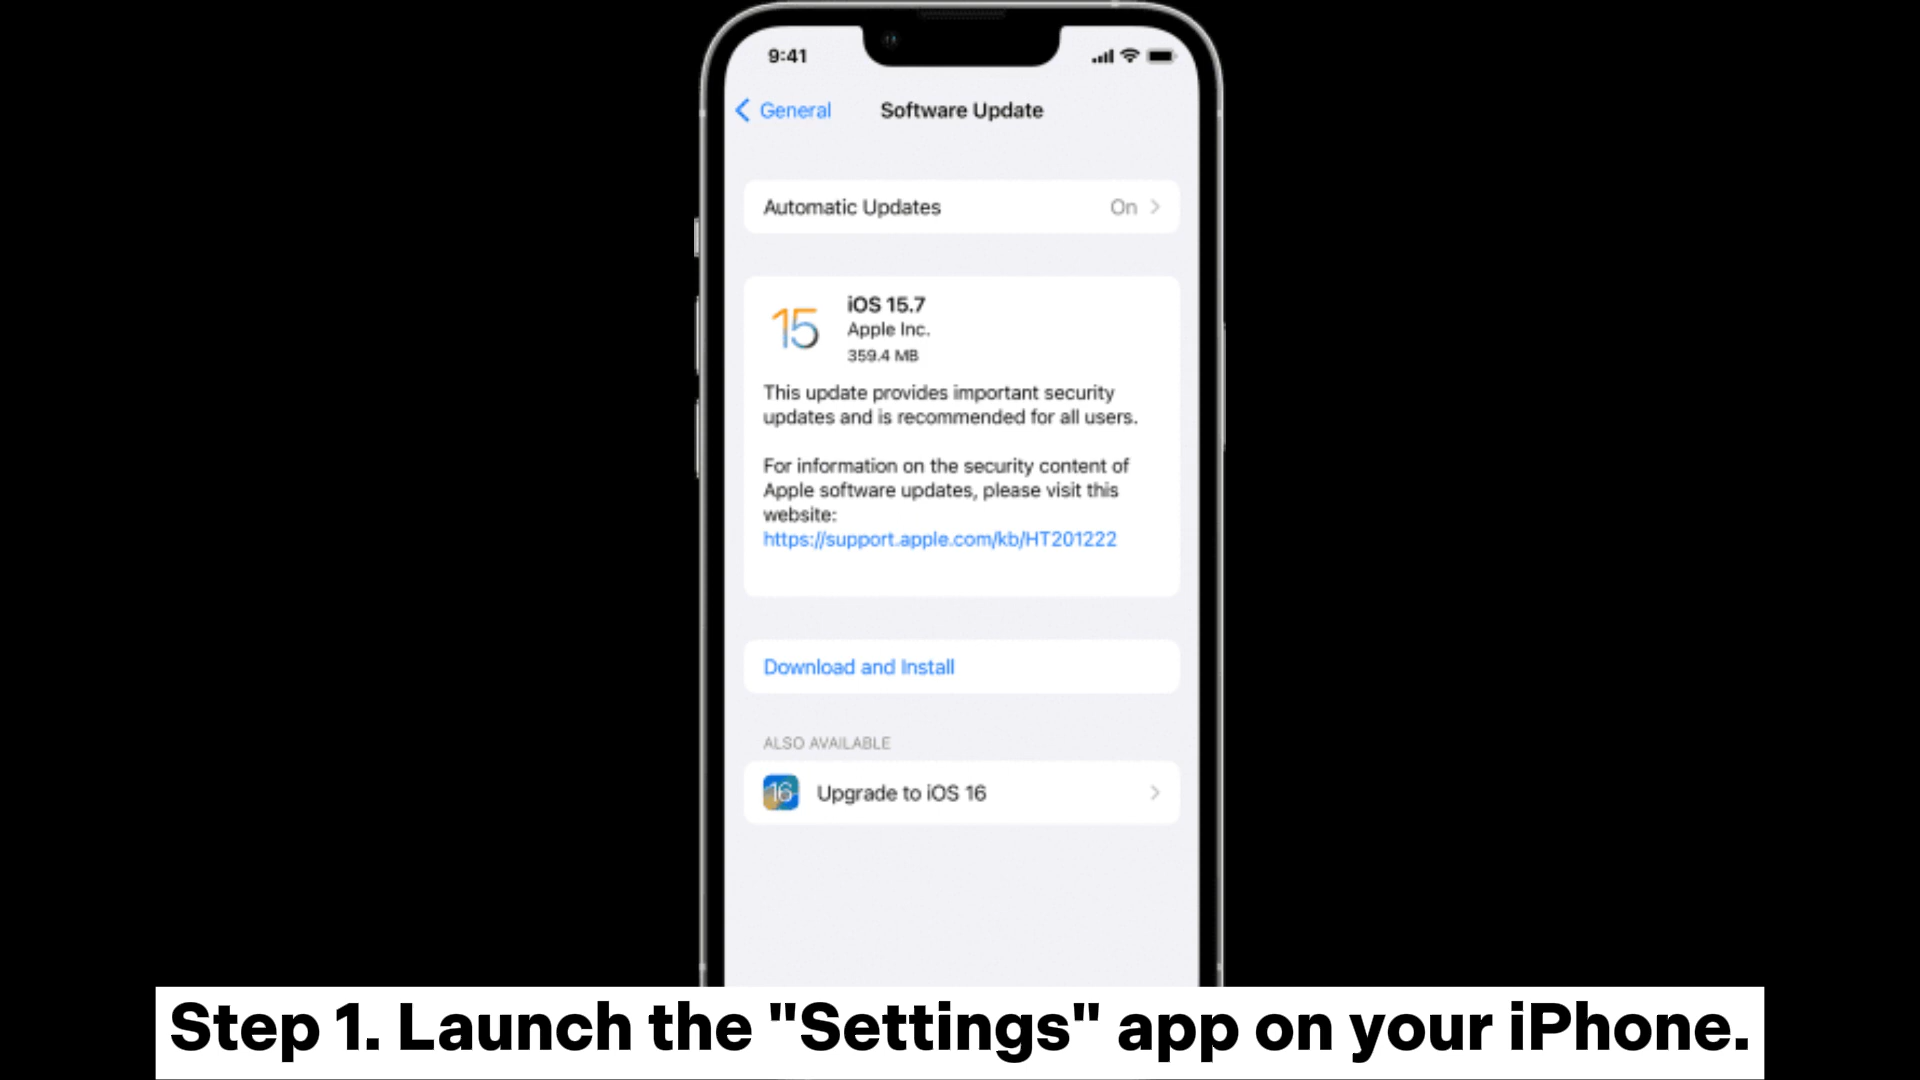 9:41
General
Software Update
Automatic Updates On
15
iOS 15.7
Apple Inc.
359.4 MB
This update provides important security
updates and is recommended for all users.
For information on the security content of
Apple software updates, please visit this
website:
https://support.apple.com/kb/HT201222
Download and Install
ALSO AVAILABLE
16 Upgrade to iOS 16
Step 1. Launch the "Settings" app on your iPhone.